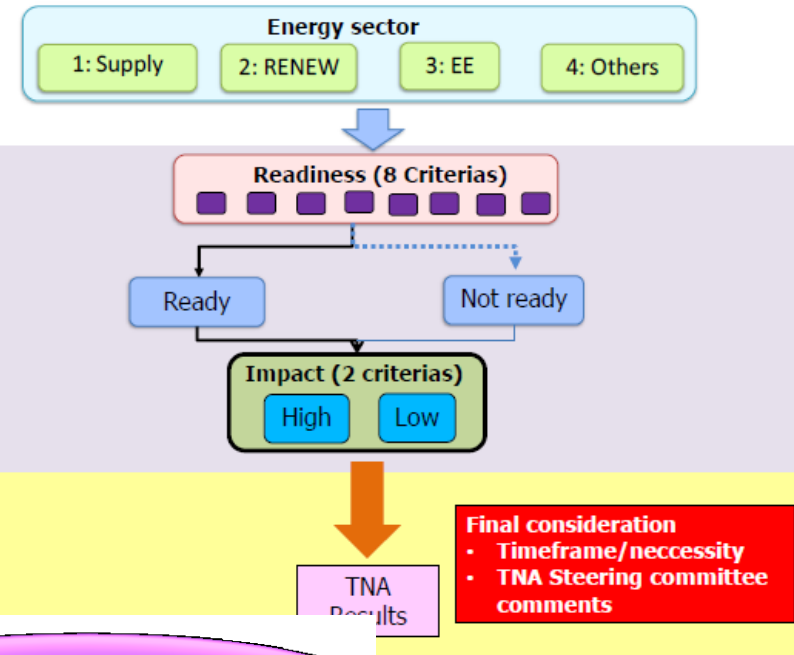 Energy sector
1: Supply
2: RENEW
3: EE
4: Others
Readiness (8 Criterias)
Ready
Not ready
Impact (2 criterias)
High
Low
Final consideration
• Timeframe/neccessity
• TNA Steering committee
comments
TNA
Results